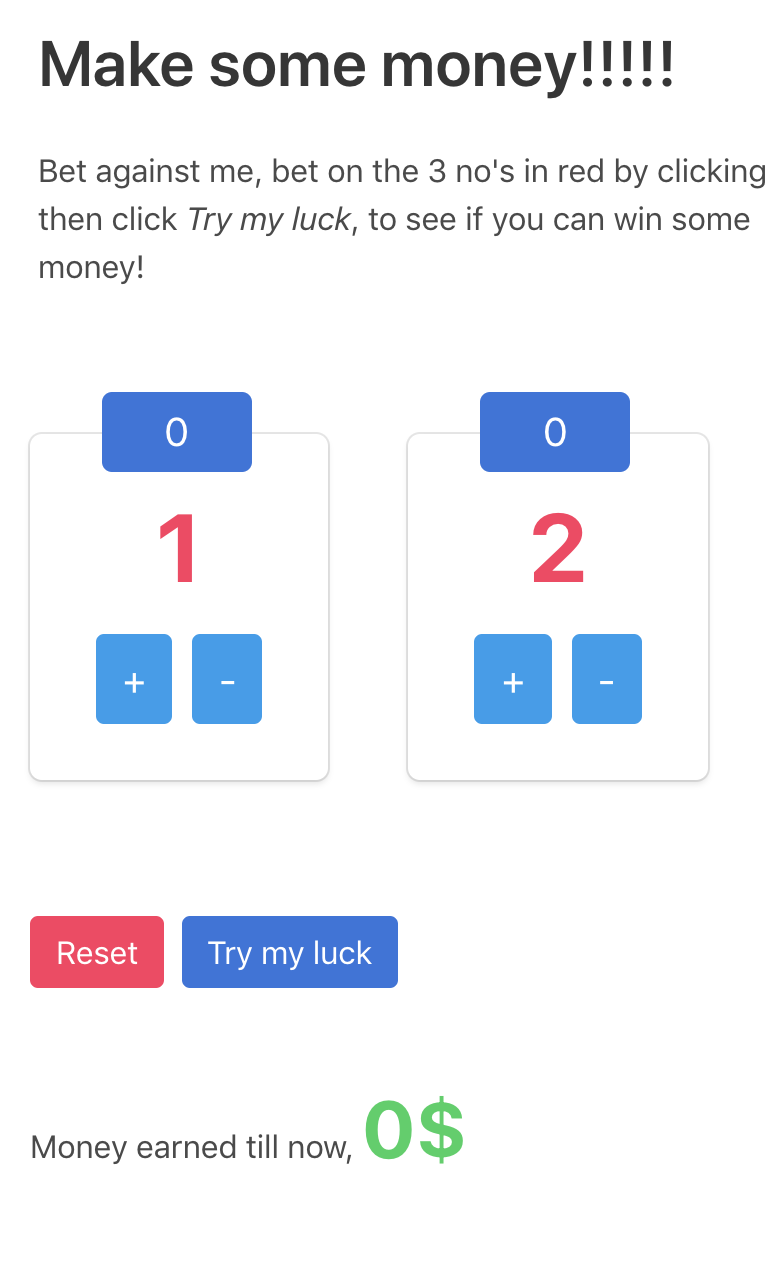 Make some money!!!!!
Bet against me, bet on the 3 no's in red by clicking
then click Try my luck, to see if you can win some
money!
0 0
1 2
+ - + -
Reset Try my luck
Money earned till now, 0$